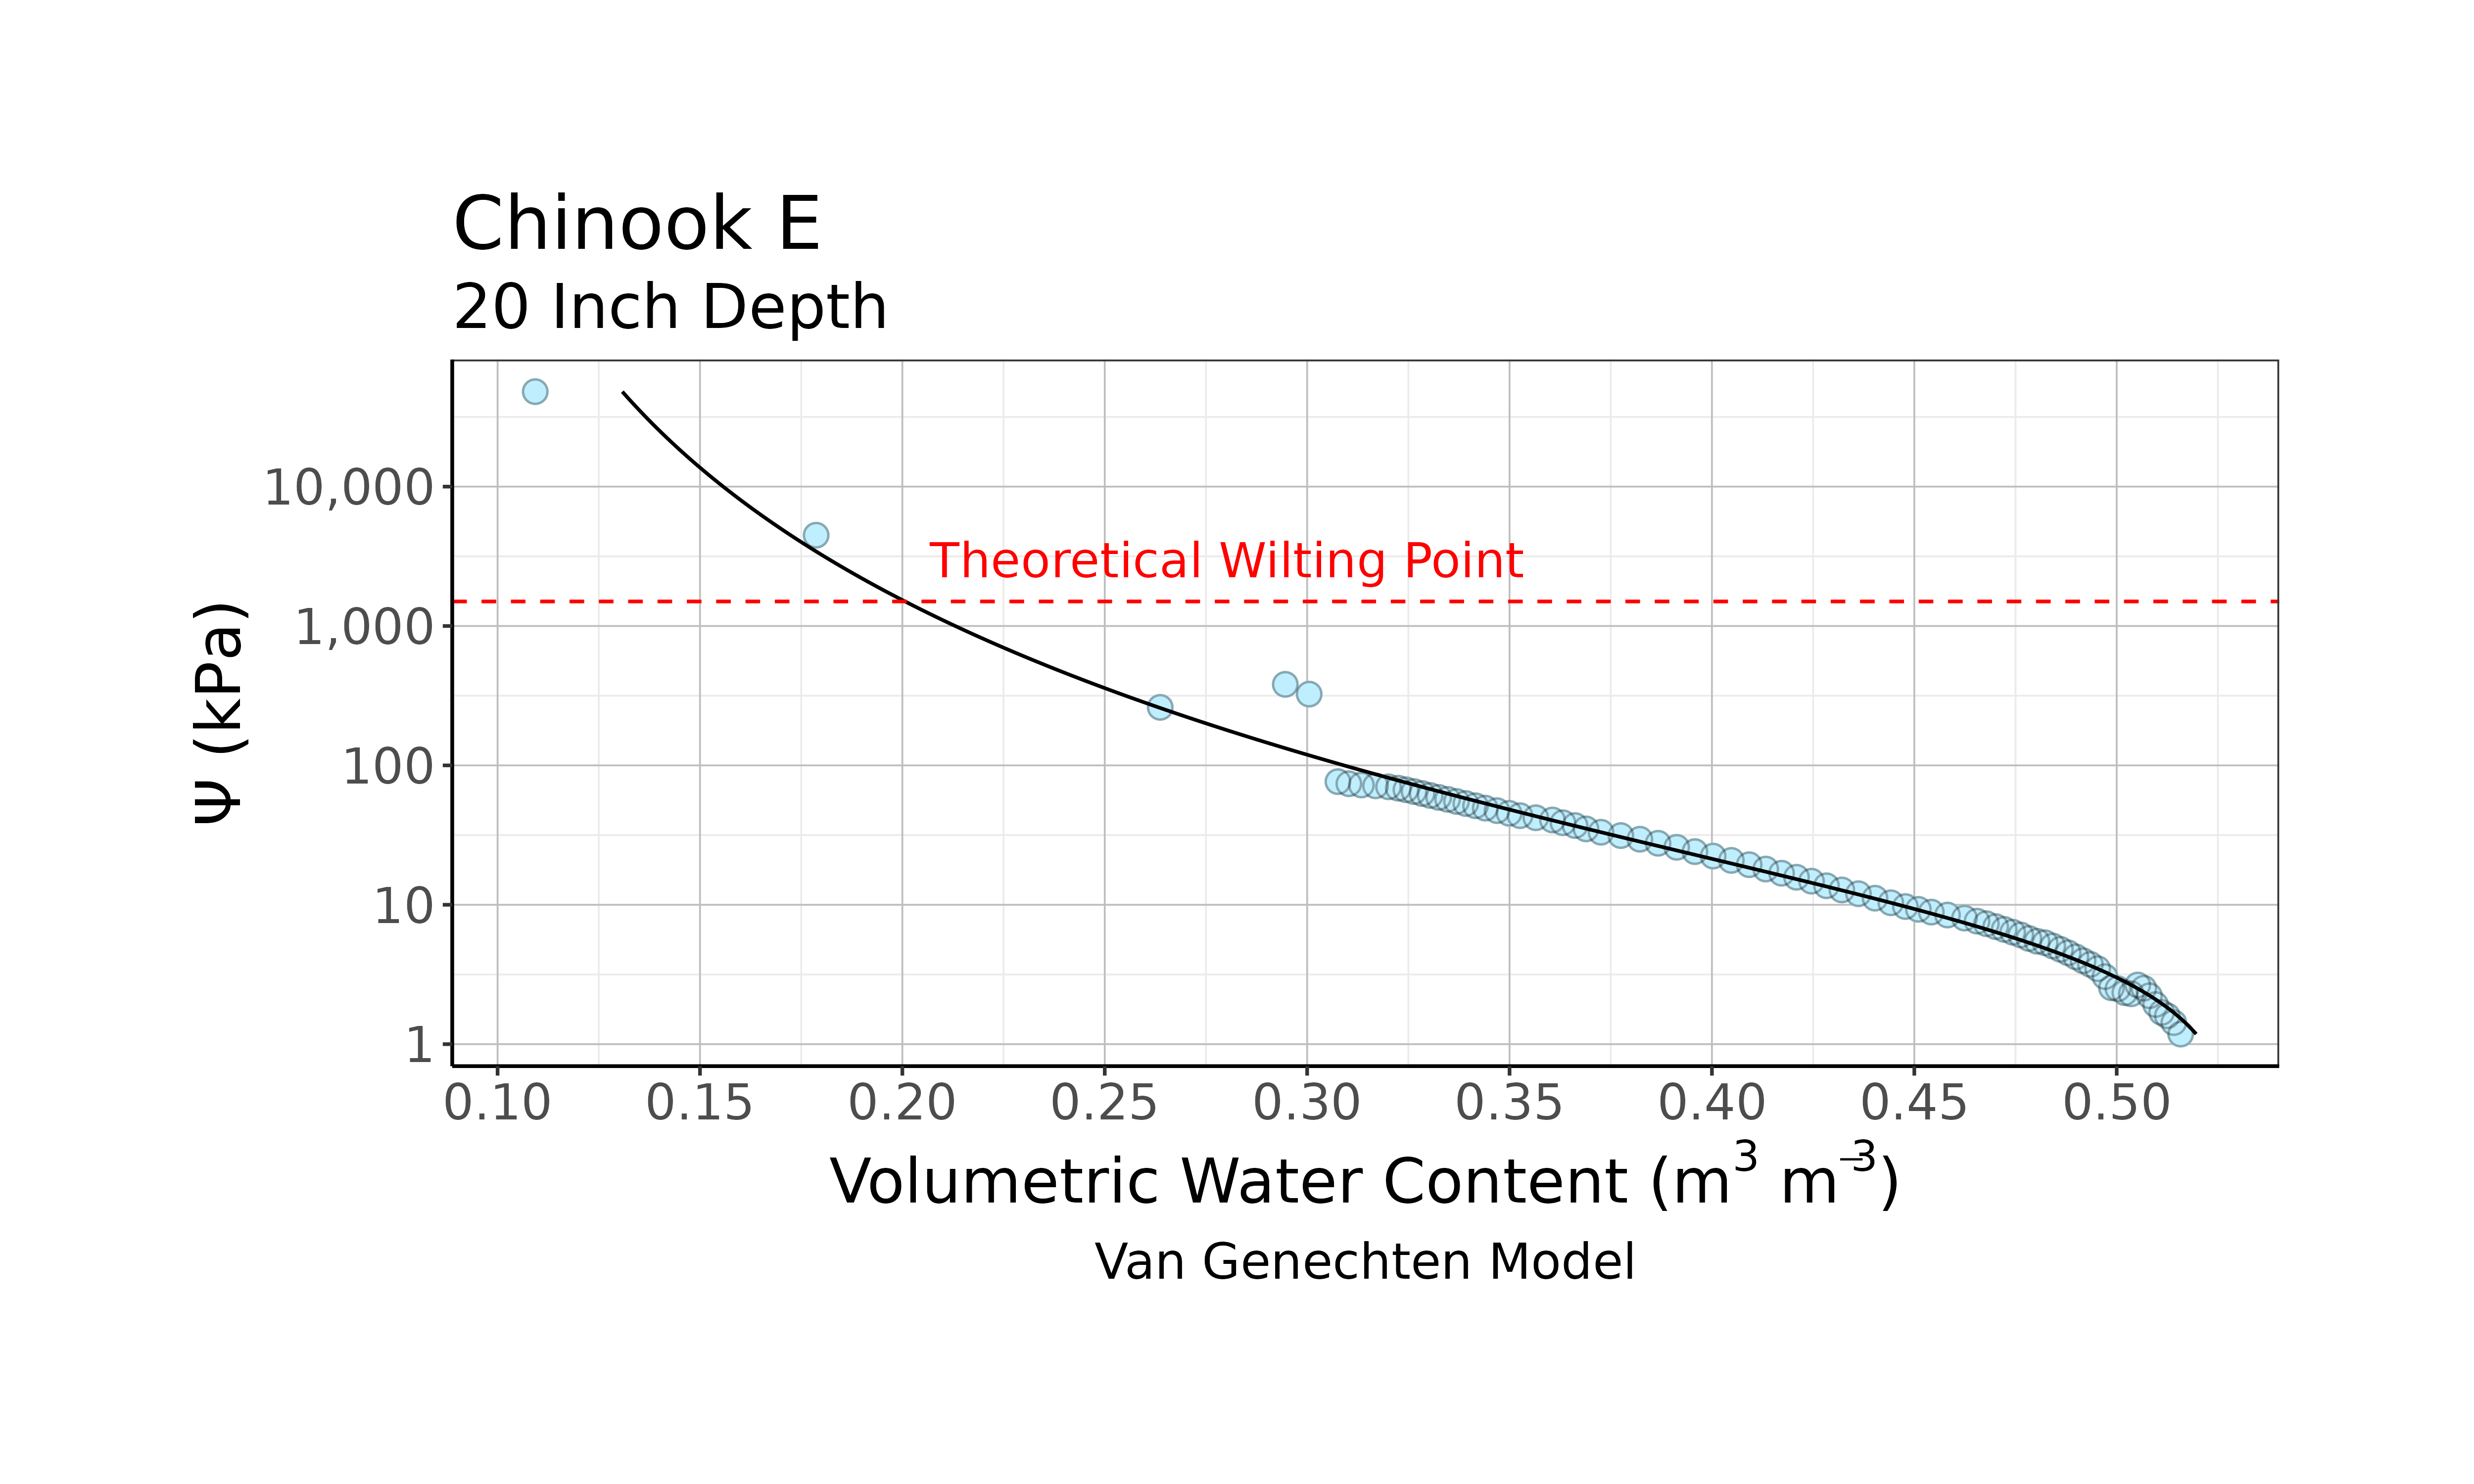 Chinook E
20 Inch Depth
Ψ (kPa)
10,000
1,000
100
10
1
Theoretical Wilting Point
0.10 0.15 0.20 0.25 0.30 0.35 0.40 0.45 0.50
Volumetric Water Content (m³ m⁻³)
Van Genechten Model